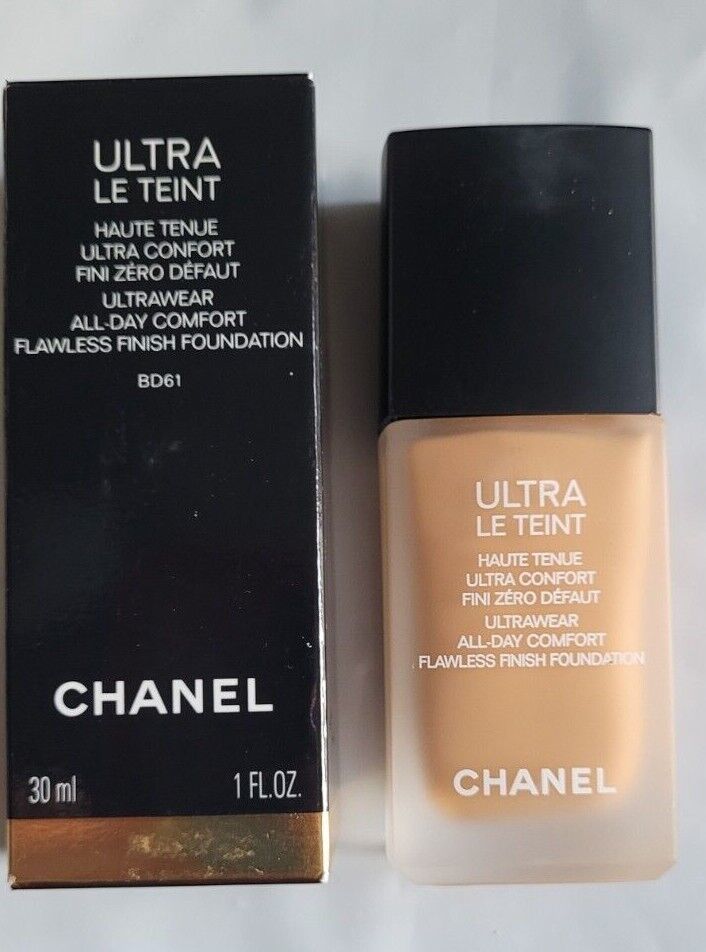 ULTRA
LE TEINT
HAUTE TENUE
ULTRA CONFORT
FINI ZÉRO DÉFAUT
ULTRAWEAR
ALL-DAY COMFORT
FLAWLESS FINISH FOUNDATION
BD61
CHANEL
30 ml 1 FL.OZ.
ULTRA
LE TEINT
HAUTE TENUE
ULTRA CONFORT
FINI ZÉRO DÉFAUT
ULTRAWEAR
ALL-DAY COMFORT
FLAWLESS FINISH FOUNDATION
CHANEL